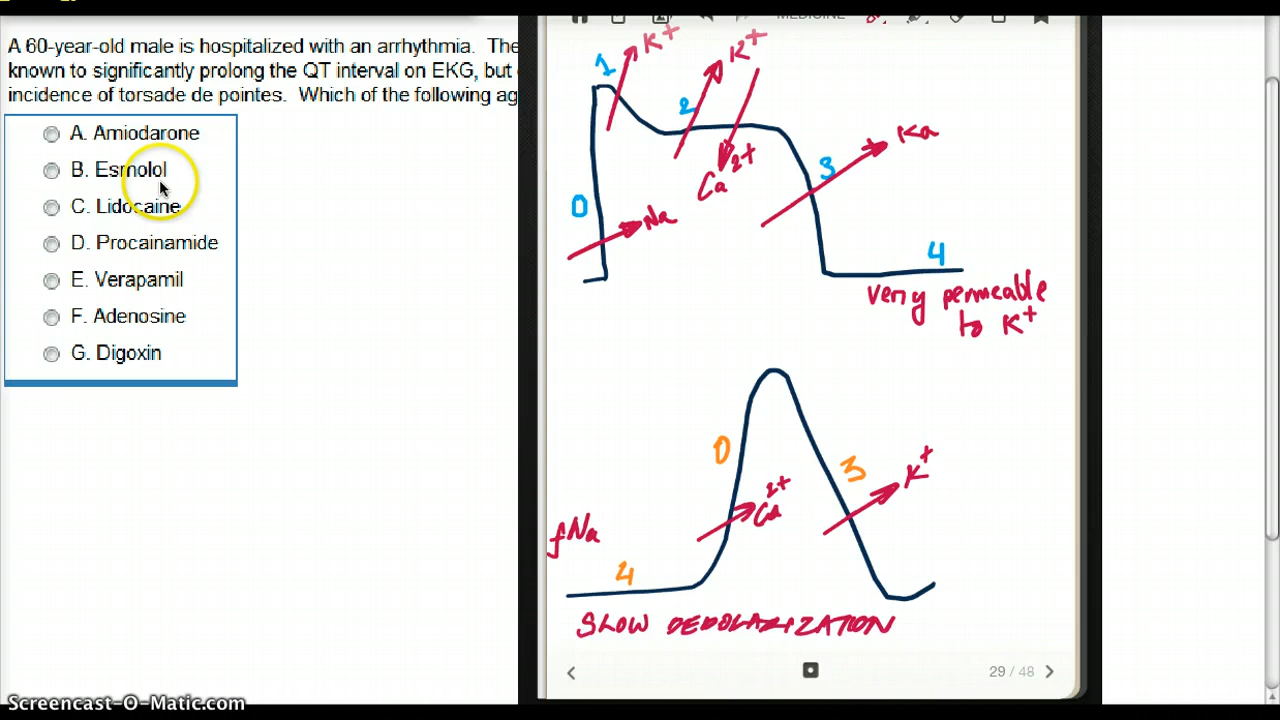 A 60-year-old male is hospitalized with an arrhythmia. The
known to significantly prolong the QT interval on EKG, but
incidence of torsade de pointes. Which of the following ag
A. Amiodarone
B. Esmolol
C. Lidocaine
D. Procainamide
E. Verapamil
F. Adenosine
G. Digoxin
MEDICINE
1
K+
K+
2
Ca2+
0
Na
3
Ka
4
very permeable
to K+
0
Ca2+
3
K+
fNa
4
SLOW DEPOLARIZATION
29 / 48
Screencast-O-Matic.com